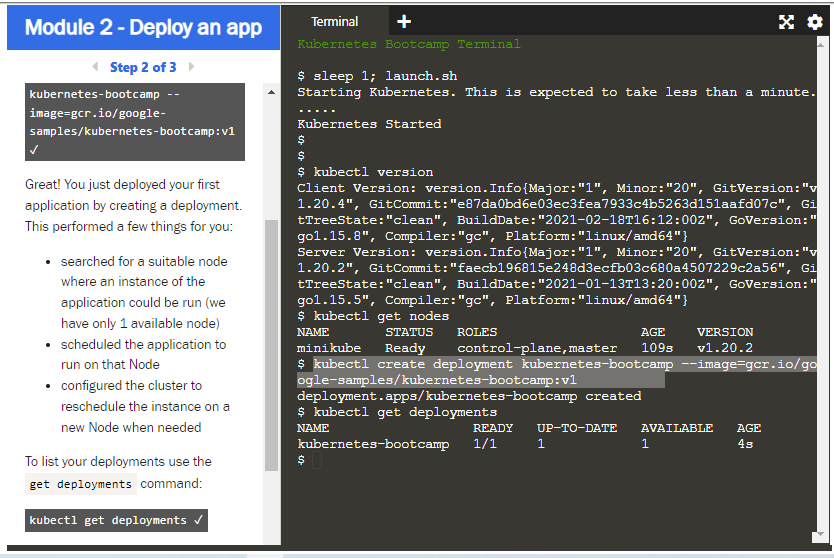 Module 2 - Deploy an app
Step 2 of 3
kubernetes-bootcamp --
image=gcr.io/google-
samples/kubernetes-bootcamp:v1
✓
Great! You just deployed your first
application by creating a deployment.
This performed a few things for you:
• searched for a suitable node
where an instance of the
application could be run (we
have only 1 available node)
• scheduled the application to
run on that Node
• configured the cluster to
reschedule the instance on a
new Node when needed
To list your deployments use the
get deployments command:
kubectl get deployments ✓
Terminal +
Kubernetes Bootcamp Terminal
$ sleep 1; launch.sh
Starting Kubernetes. This is expected to take less than a minute.
.....
Kubernetes Started
$
$
$ kubectl version
Client Version: version.Info{Major:"1", Minor:"20", GitVersion:"v
1.20.4", GitCommit:"e87da0bd6e03ec3fea7933c4b5263d151aafd07c", Gi
tTreeState:"clean", BuildDate:"2021-02-18T16:12:00Z", GoVersion:"
go1.15.8", Compiler:"gc", Platform:"linux/amd64"}
Server Version: version.Info{Major:"1", Minor:"20", GitVersion:"v
1.20.2", GitCommit:"faecb196815e248d3ecfb03c680a4507229c2a56", Gi
tTreeState:"clean", BuildDate:"2021-01-13T13:20:00Z", GoVersion:"
go1.15.5", Compiler:"gc", Platform:"linux/amd64"}
$ kubectl get nodes
NAME STATUS ROLES AGE VERSION
minikube Ready control-plane,master 109s v1.20.2
$ kubectl create deployment kubernetes-bootcamp --image=gcr.io/go
ogle-samples/kubernetes-bootcamp:v1
deployment.apps/kubernetes-bootcamp created
$ kubectl get deployments
NAME READY UP-TO-DATE AVAILABLE AGE
kubernetes-bootcamp 1/1 1 1 4s
$